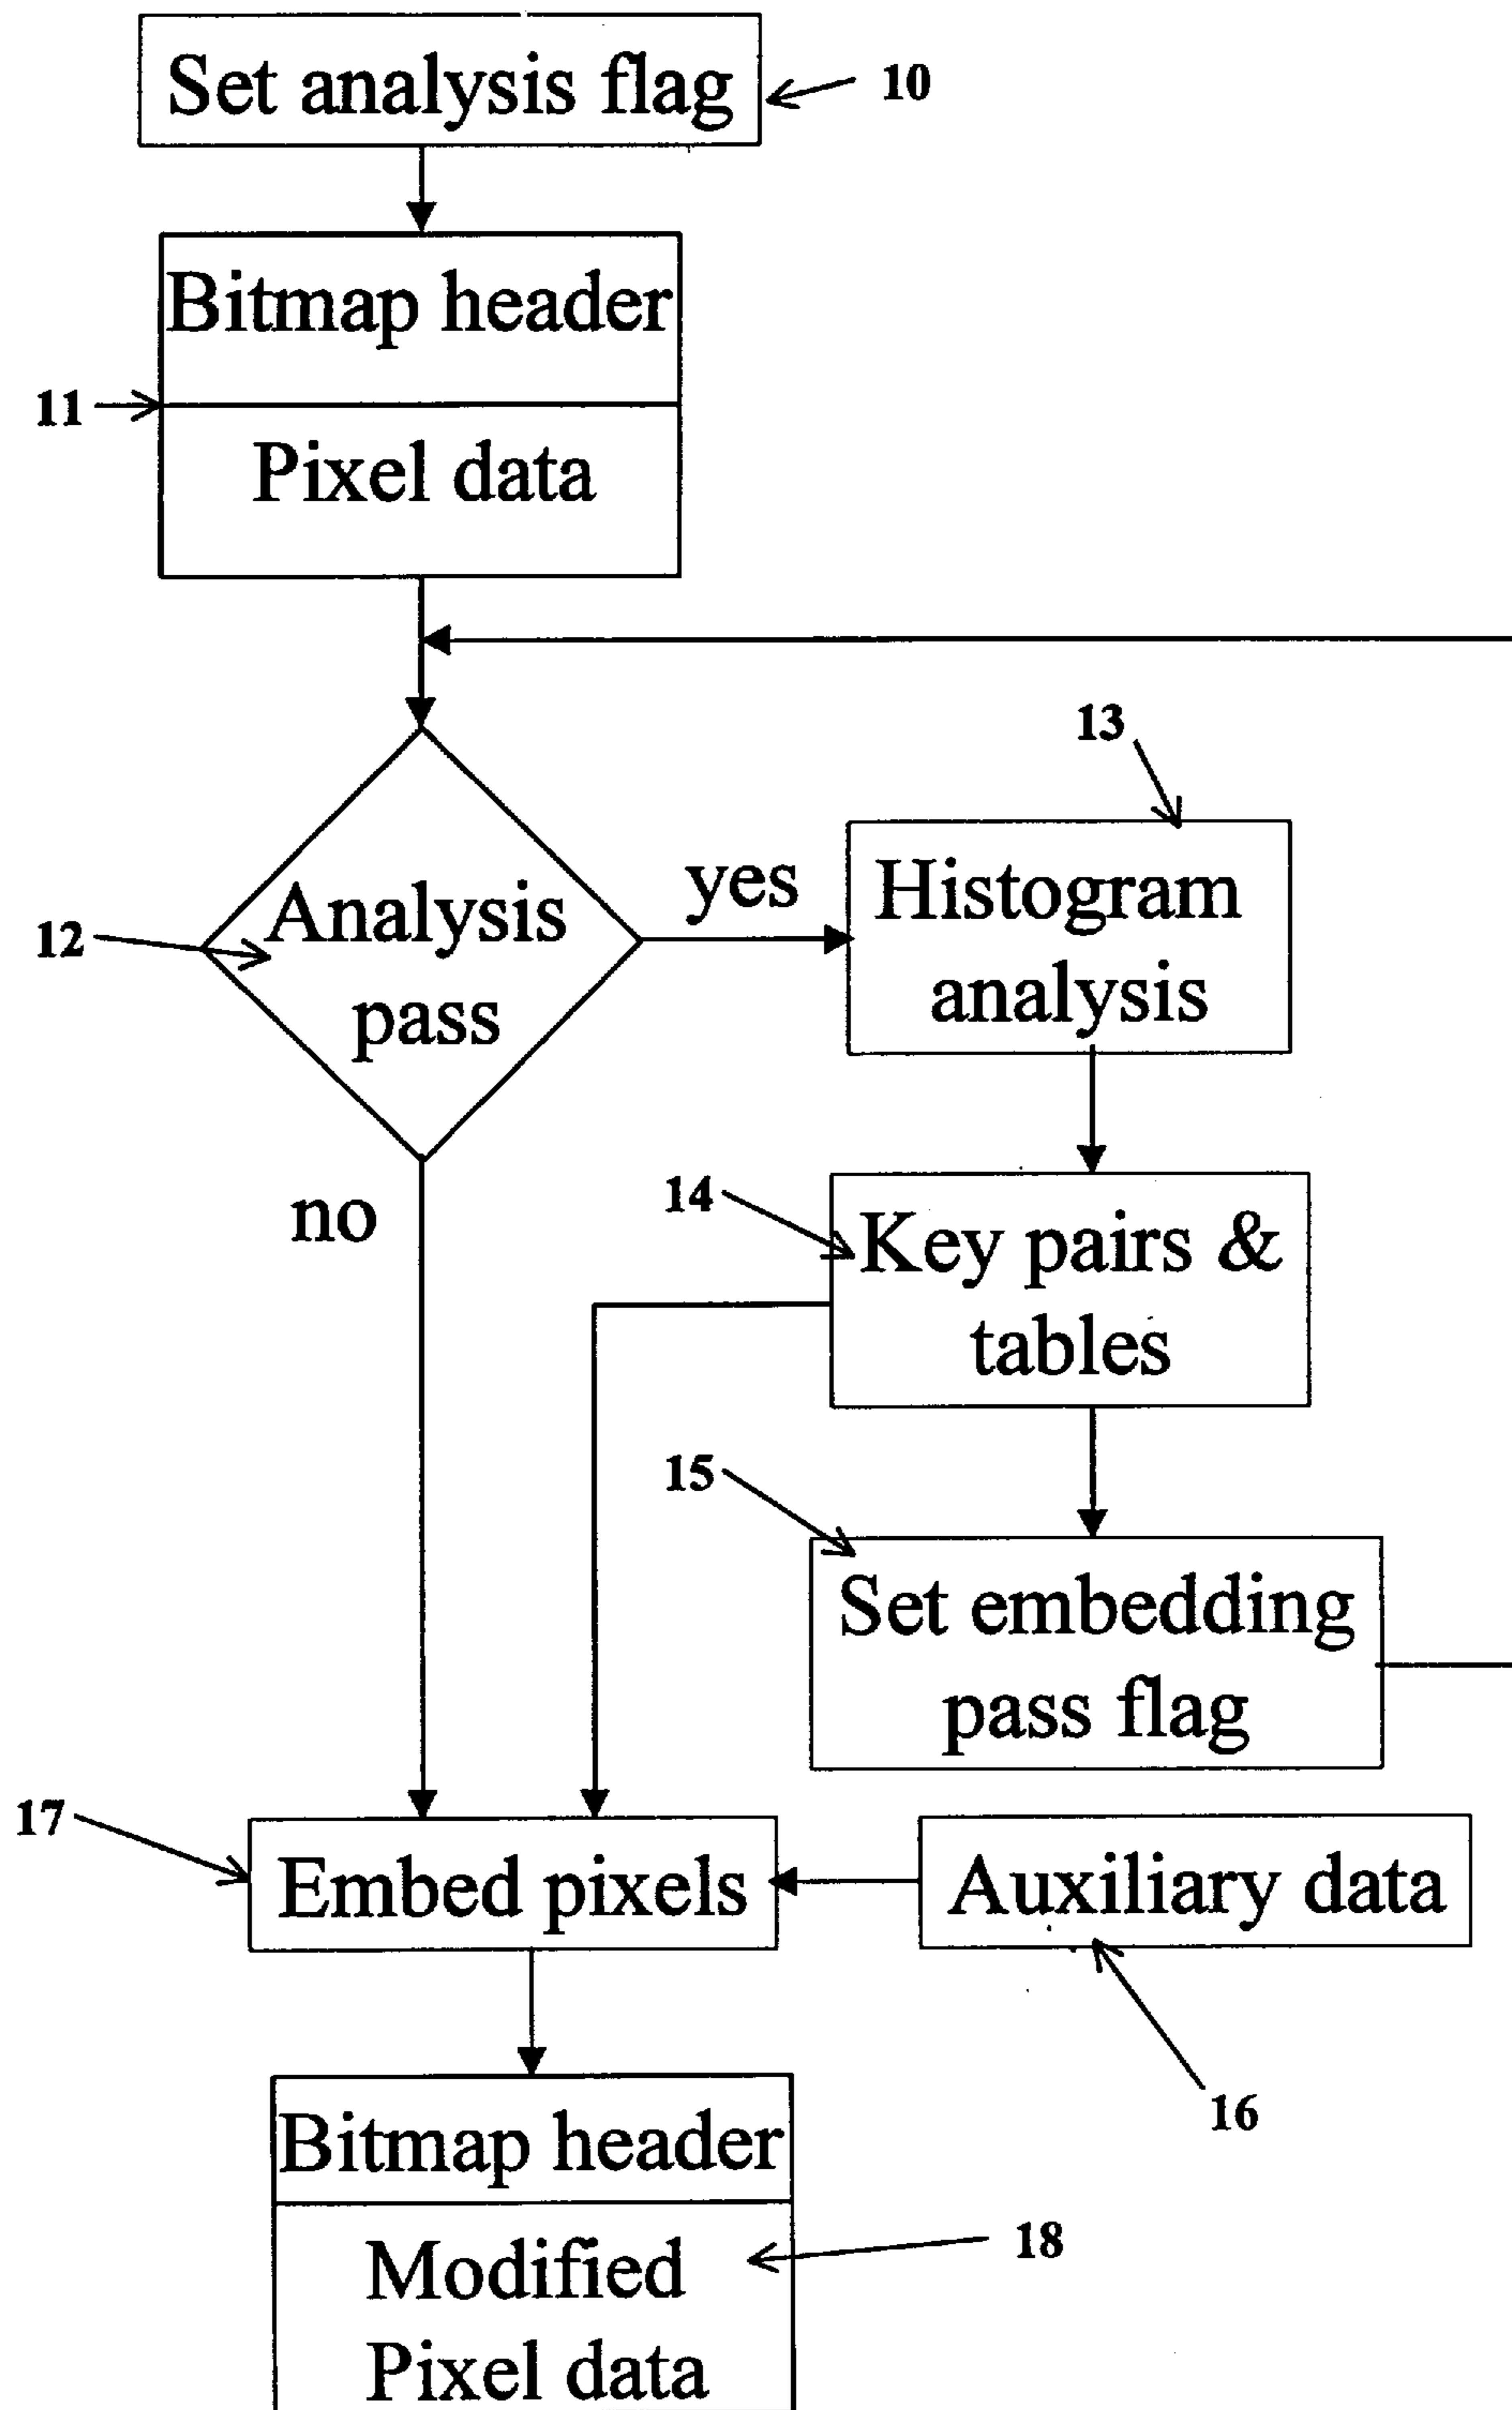 Set analysis flag
10
Bitmap header
11
Pixel data
13
12
Analysis
pass
yes
Histogram
analysis
no
14
Key pairs &
tables
15
Set embedding
pass flag
17
Embed pixels
Auxiliary data
16
Bitmap header
18
Modified
Pixel data